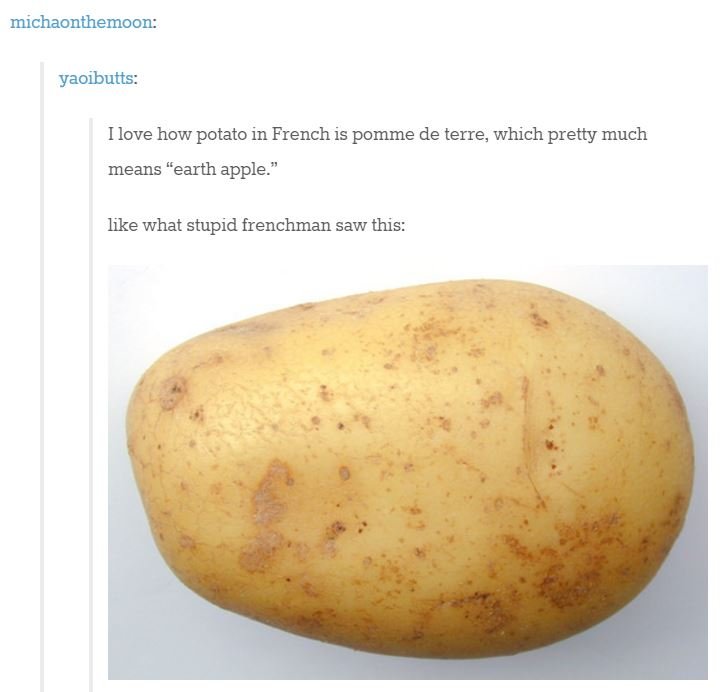 michaonthemoon:
yaoibutts:
I love how potato in French is pomme de terre, which pretty much
means “earth apple.”
like what stupid frenchman saw this: